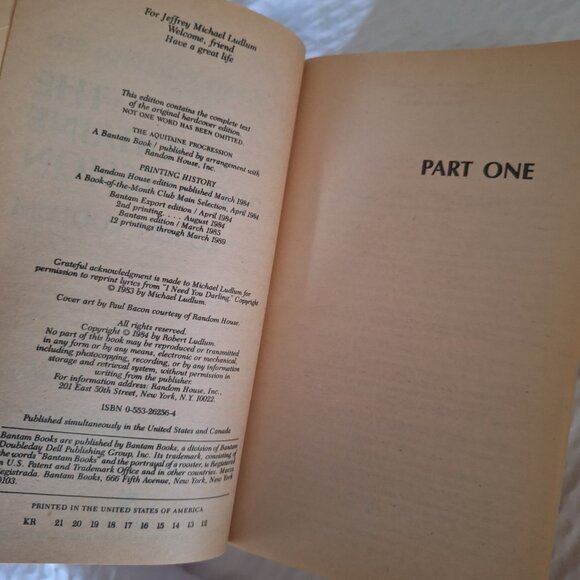 For Jeffrey Michael Ludlum
Welcome, friend
Have a great life
This edition contains the complete text
of the original hardcover edition.
NOT ONE WORD HAS BEEN OMITTED.
THE AQUITAINE PROGRESSION
A Bantam Book / published by arrangement with
Random House, Inc.
PRINTING HISTORY
Random House edition published March 1984
A Book-of-the-Month Club Main Selection, April 1984
Bantam Export edition / April 1984
2nd printing. . . . August 1984
Bantam edition / March 1985
12 printings through March 1989
Grateful acknowledgment is made to Michael Ludlum for
permission to reprint lyrics from "I Need You Darling." Copyright
© 1983 by Michael Ludlum.
Cover art by Paul Bacon courtesy of Random House.
All rights reserved.
Copyright © 1984 by Robert Ludlum.
No part of this book may be reproduced or transmitted
in any form or by any means, electronic or mechanical,
including photocopying, recording, or by any information
storage and retrieval system, without permission in
writing from the publisher.
For information address: Random House, Inc.,
201 East 50th Street, New York, N.Y. 10022.
ISBN 0-553-26256-4
Published simultaneously in the United States and Canada
Bantam Books are published by Bantam Books, a division of Bantam
Doubleday Dell Publishing Group, Inc. Its trademark, consisting of
the words "Bantam Books" and the portrayal of a rooster, is Registered
in U.S. Patent and Trademark Office and in other countries. Marca
Registrada. Bantam Books, 666 Fifth Avenue, New York, New York
10103.
PRINTED IN THE UNITED STATES OF AMERICA
KR 21 20 19 18 17 16 15 14 13 12
PART ONE